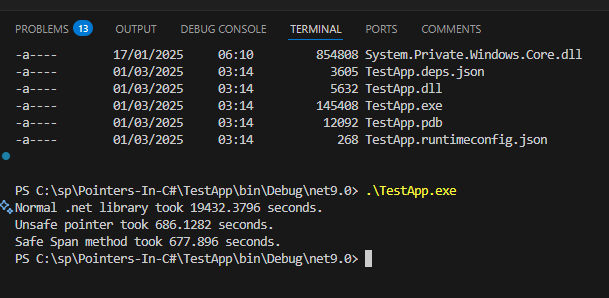 PROBLEMS 13 OUTPUT DEBUG CONSOLE TERMINAL PORTS COMMENTS
-a---- 17/01/2025 06:10 854808 System.Private.Windows.Core.dll
-a---- 01/03/2025 03:14 3605 TestApp.deps.json
-a---- 01/03/2025 03:14 5632 TestApp.dll
-a---- 01/03/2025 03:14 145408 TestApp.exe
-a---- 01/03/2025 03:14 12092 TestApp.pdb
-a---- 01/03/2025 03:14 268 TestApp.runtimeconfig.json
PS C:\sp\Pointers-In-C#\TestApp\bin\Debug\net9.0> .\TestApp.exe
Normal .net library took 19432.3796 seconds.
Unsafe pointer took 686.1282 seconds.
Safe Span method took 677.896 seconds.
PS C:\sp\Pointers-In-C#\TestApp\bin\Debug\net9.0>